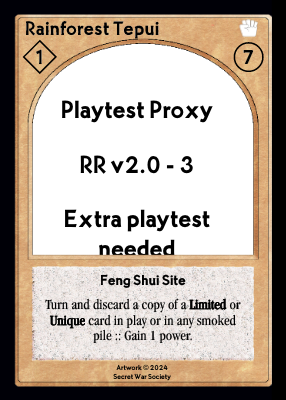 Rainforest Tepui
1
7
Playtest Proxy
RR v2.0 - 3
Extra playtest
needed
Feng Shui Site
Turn and discard a copy of a Limited or
Unique card in play or in any smoked
pile :: Gain 1 power.
Artwork © 2024
Secret War Society